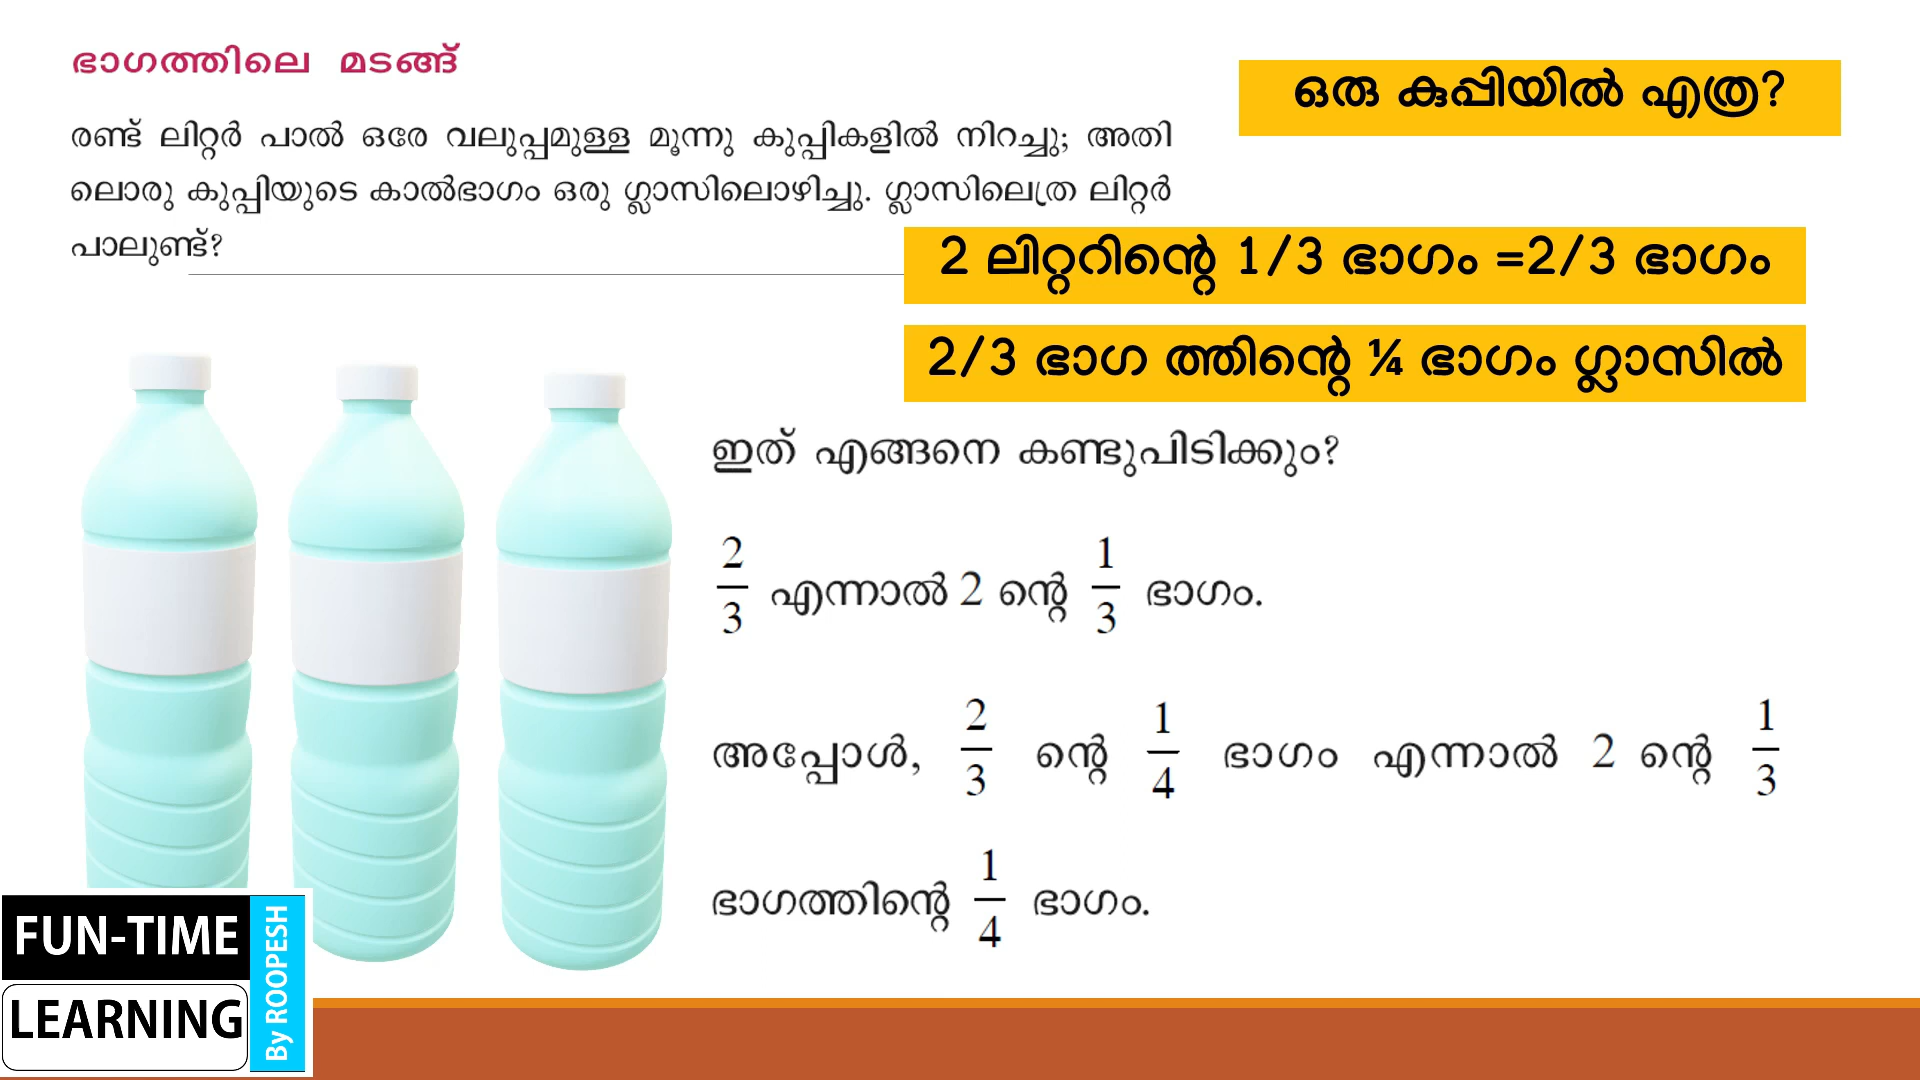 ഭാഗത്തിലെ മടങ്ങ്
രണ്ട് ലിറ്റർ പാൽ ഒരേ വലുപ്പമുള്ള മൂന്നു കുപ്പികളിൽ നിറച്ചു; അതി
ലൊരു കുപ്പിയുടെ കാൽഭാഗം ഒരു ഗ്ലാസിലൊഴിച്ചു. ഗ്ലാസിലെത്ര ലിറ്റർ
പാലുണ്ട്?
ഒരു കുപ്പിയിൽ എത്ര?
2 ലിറ്ററിന്റെ 1/3 ഭാഗം =2/3 ഭാഗം
2/3 ഭാഗ ത്തിന്റെ ¼ ഭാഗം ഗ്ലാസിൽ
ഇത് എങ്ങനെ കണ്ടുപിടിക്കും?
2/3 എന്നാൽ 2 ന്റെ 1/3 ഭാഗം.
അപ്പോൾ, 2/3 ന്റെ 1/4 ഭാഗം എന്നാൽ 2 ന്റെ 1/3
ഭാഗത്തിന്റെ 1/4 ഭാഗം.
FUN-TIME
LEARNING
By ROOPESH